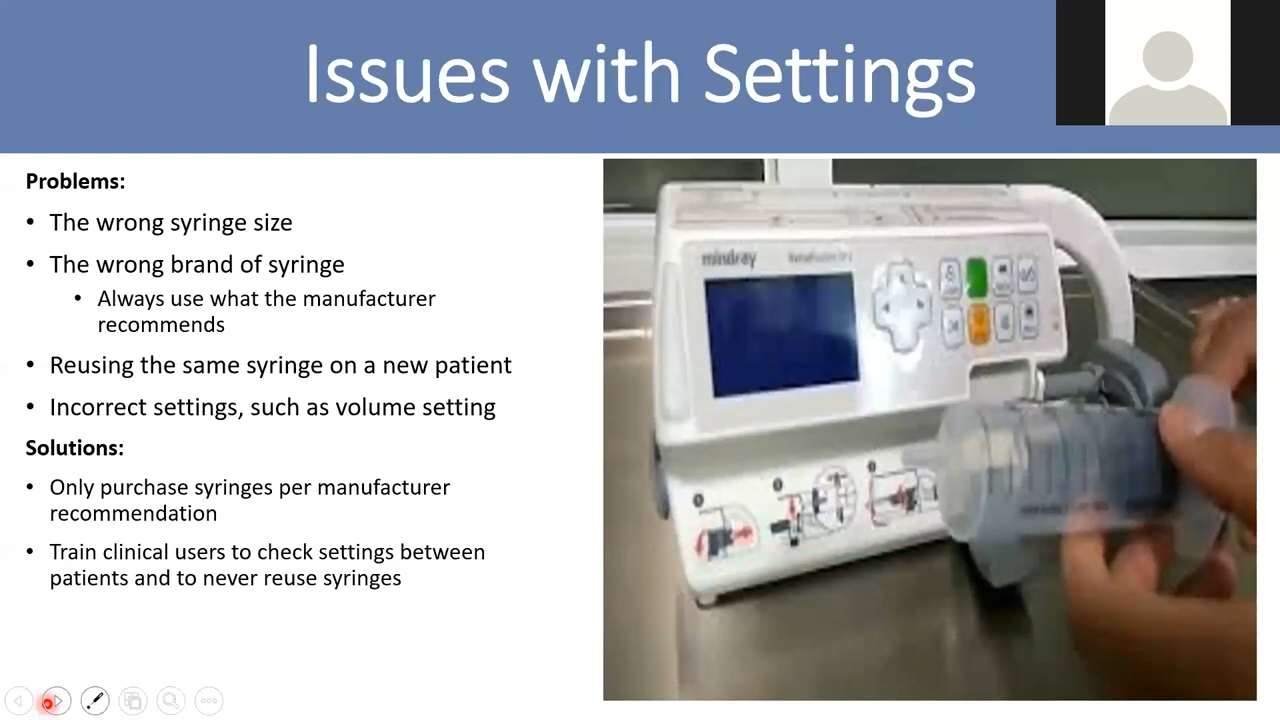 Issues with Settings
Problems:
• The wrong syringe size
• The wrong brand of syringe
• Always use what the manufacturer
recommends
• Reusing the same syringe on a new patient
• Incorrect settings, such as volume setting
Solutions:
• Only purchase syringes per manufacturer
recommendation
• Train clinical users to check settings between
patients and to never reuse syringes
mindray